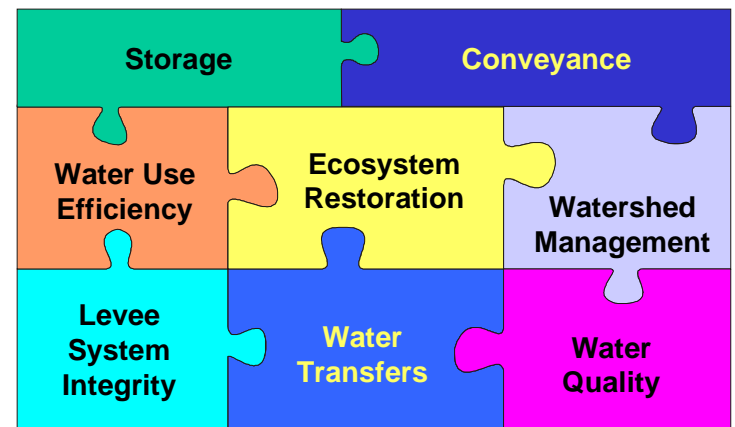 Storage
Conveyance
Water Use
Efficiency
Ecosystem
Restoration
Watershed
Management
Levee
System
Integrity
Water
Transfers
Water
Quality